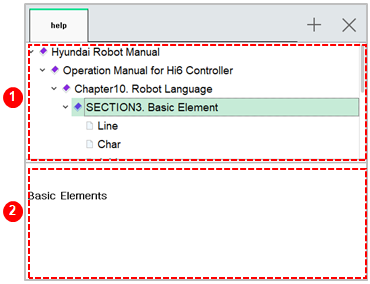 help
Hyundai Robot Manual
Operation Manual for Hi6 Controller
Chapter10. Robot Language
SECTION3. Basic Element
Line
Char
1
Basic Elements
2